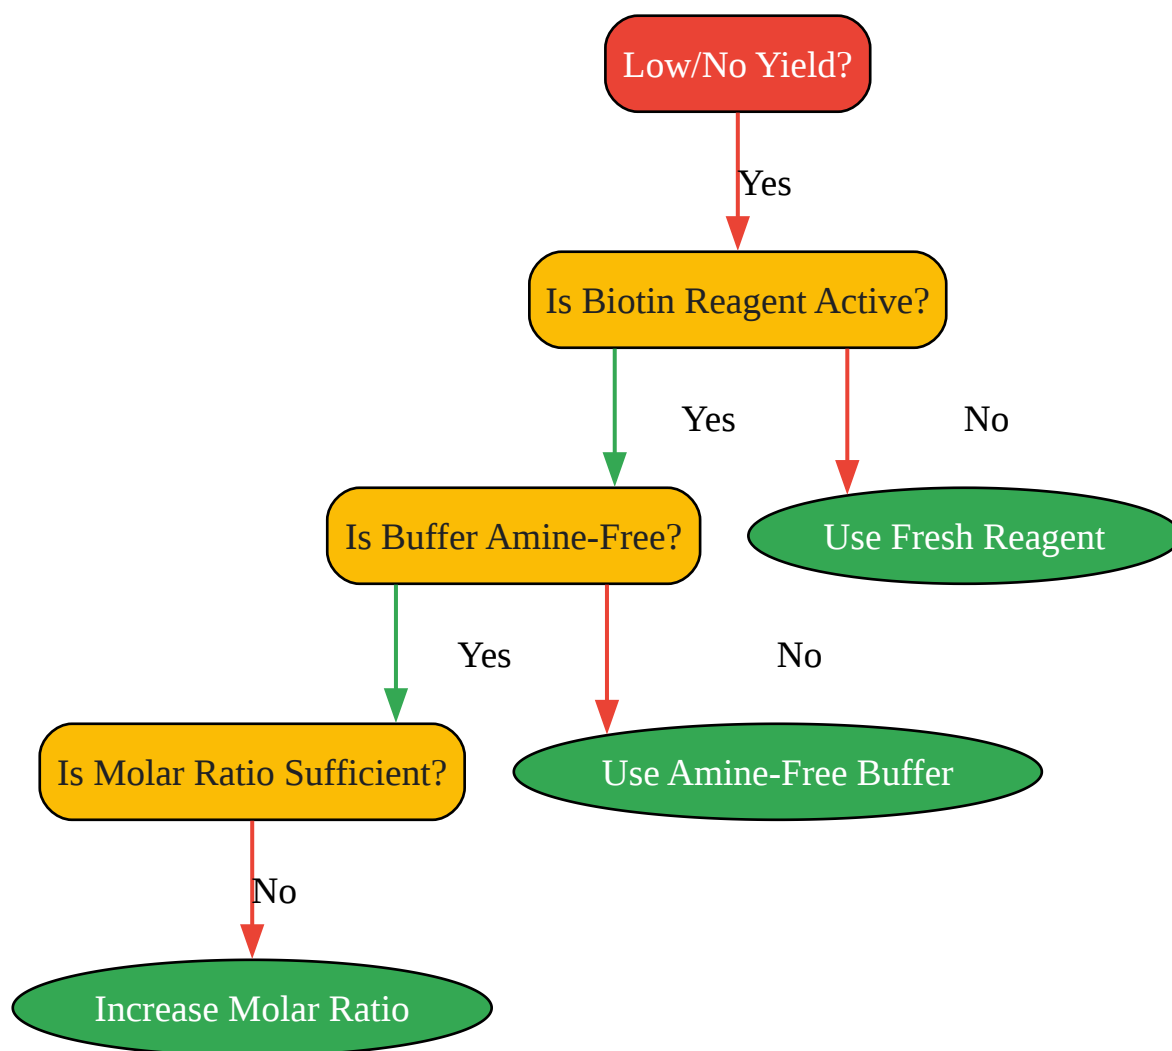 Low/No Yield?
Yes
Is Biotin Reagent Active?
Yes
No
Is Buffer Amine-Free?
Use Fresh Reagent
Yes
No
Is Molar Ratio Sufficient?
Use Amine-Free Buffer
No
Increase Molar Ratio